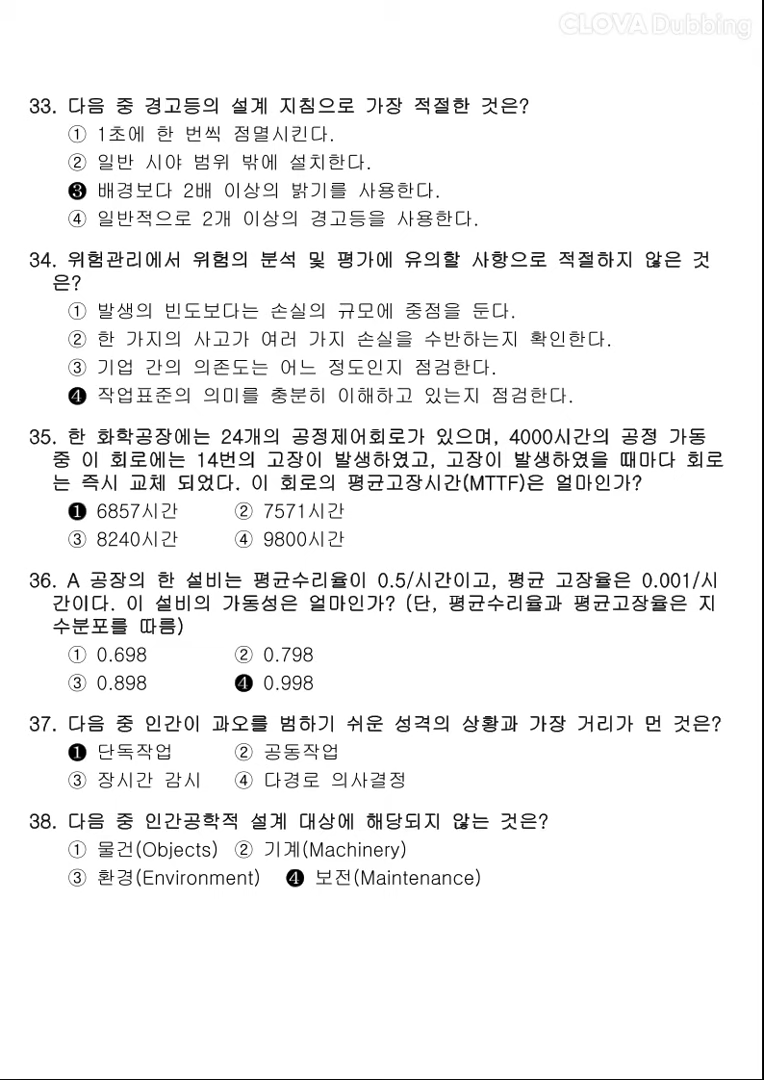 CLOVA Dubbing
33. 다음 중 경고등의 설계 지침으로 가장 적절한 것은?
① 1초에 한 번씩 점멸시킨다.
② 일반 시야 범위 밖에 설치한다.
❸ 배경보다 2배 이상의 밝기를 사용한다.
④ 일반적으로 2개 이상의 경고등을 사용한다.
34. 위험관리에서 위험의 분석 및 평가에 유의할 사항으로 적절하지 않은 것
은?
① 발생의 빈도보다는 손실의 규모에 중점을 둔다.
② 한 가지의 사고가 여러 가지 손실을 수반하는지 확인한다.
③ 기업 간의 의존도는 어느 정도인지 점검한다.
❹ 작업표준의 의미를 충분히 이해하고 있는지 점검한다.
35. 한 화학공장에는 24개의 공정제어회로가 있으며, 4000시간의 공정 가동
중 이 회로에는 14번의 고장이 발생하였고, 고장이 발생하였을 때마다 회로
는 즉시 교체 되었다. 이 회로의 평균고장시간(MTTF)은 얼마인가?
❶ 6857시간 ② 7571시간
③ 8240시간 ④ 9800시간
36. A 공장의 한 설비는 평균수리율이 0.5/시간이고, 평균 고장율은 0.001/시
간이다. 이 설비의 가동성은 얼마인가? (단, 평균수리율과 평균고장율은 지
수분포를 따름)
① 0.698 ② 0.798
③ 0.898 ❹ 0.998
37. 다음 중 인간이 과오를 범하기 쉬운 성격의 상황과 가장 거리가 먼 것은?
❶ 단독작업 ② 공동작업
③ 장시간 감시 ④ 다경로 의사결정
38. 다음 중 인간공학적 설계 대상에 해당되지 않는 것은?
① 물건(Objects) ② 기계(Machinery)
③ 환경(Environment) ❹ 보전(Maintenance)